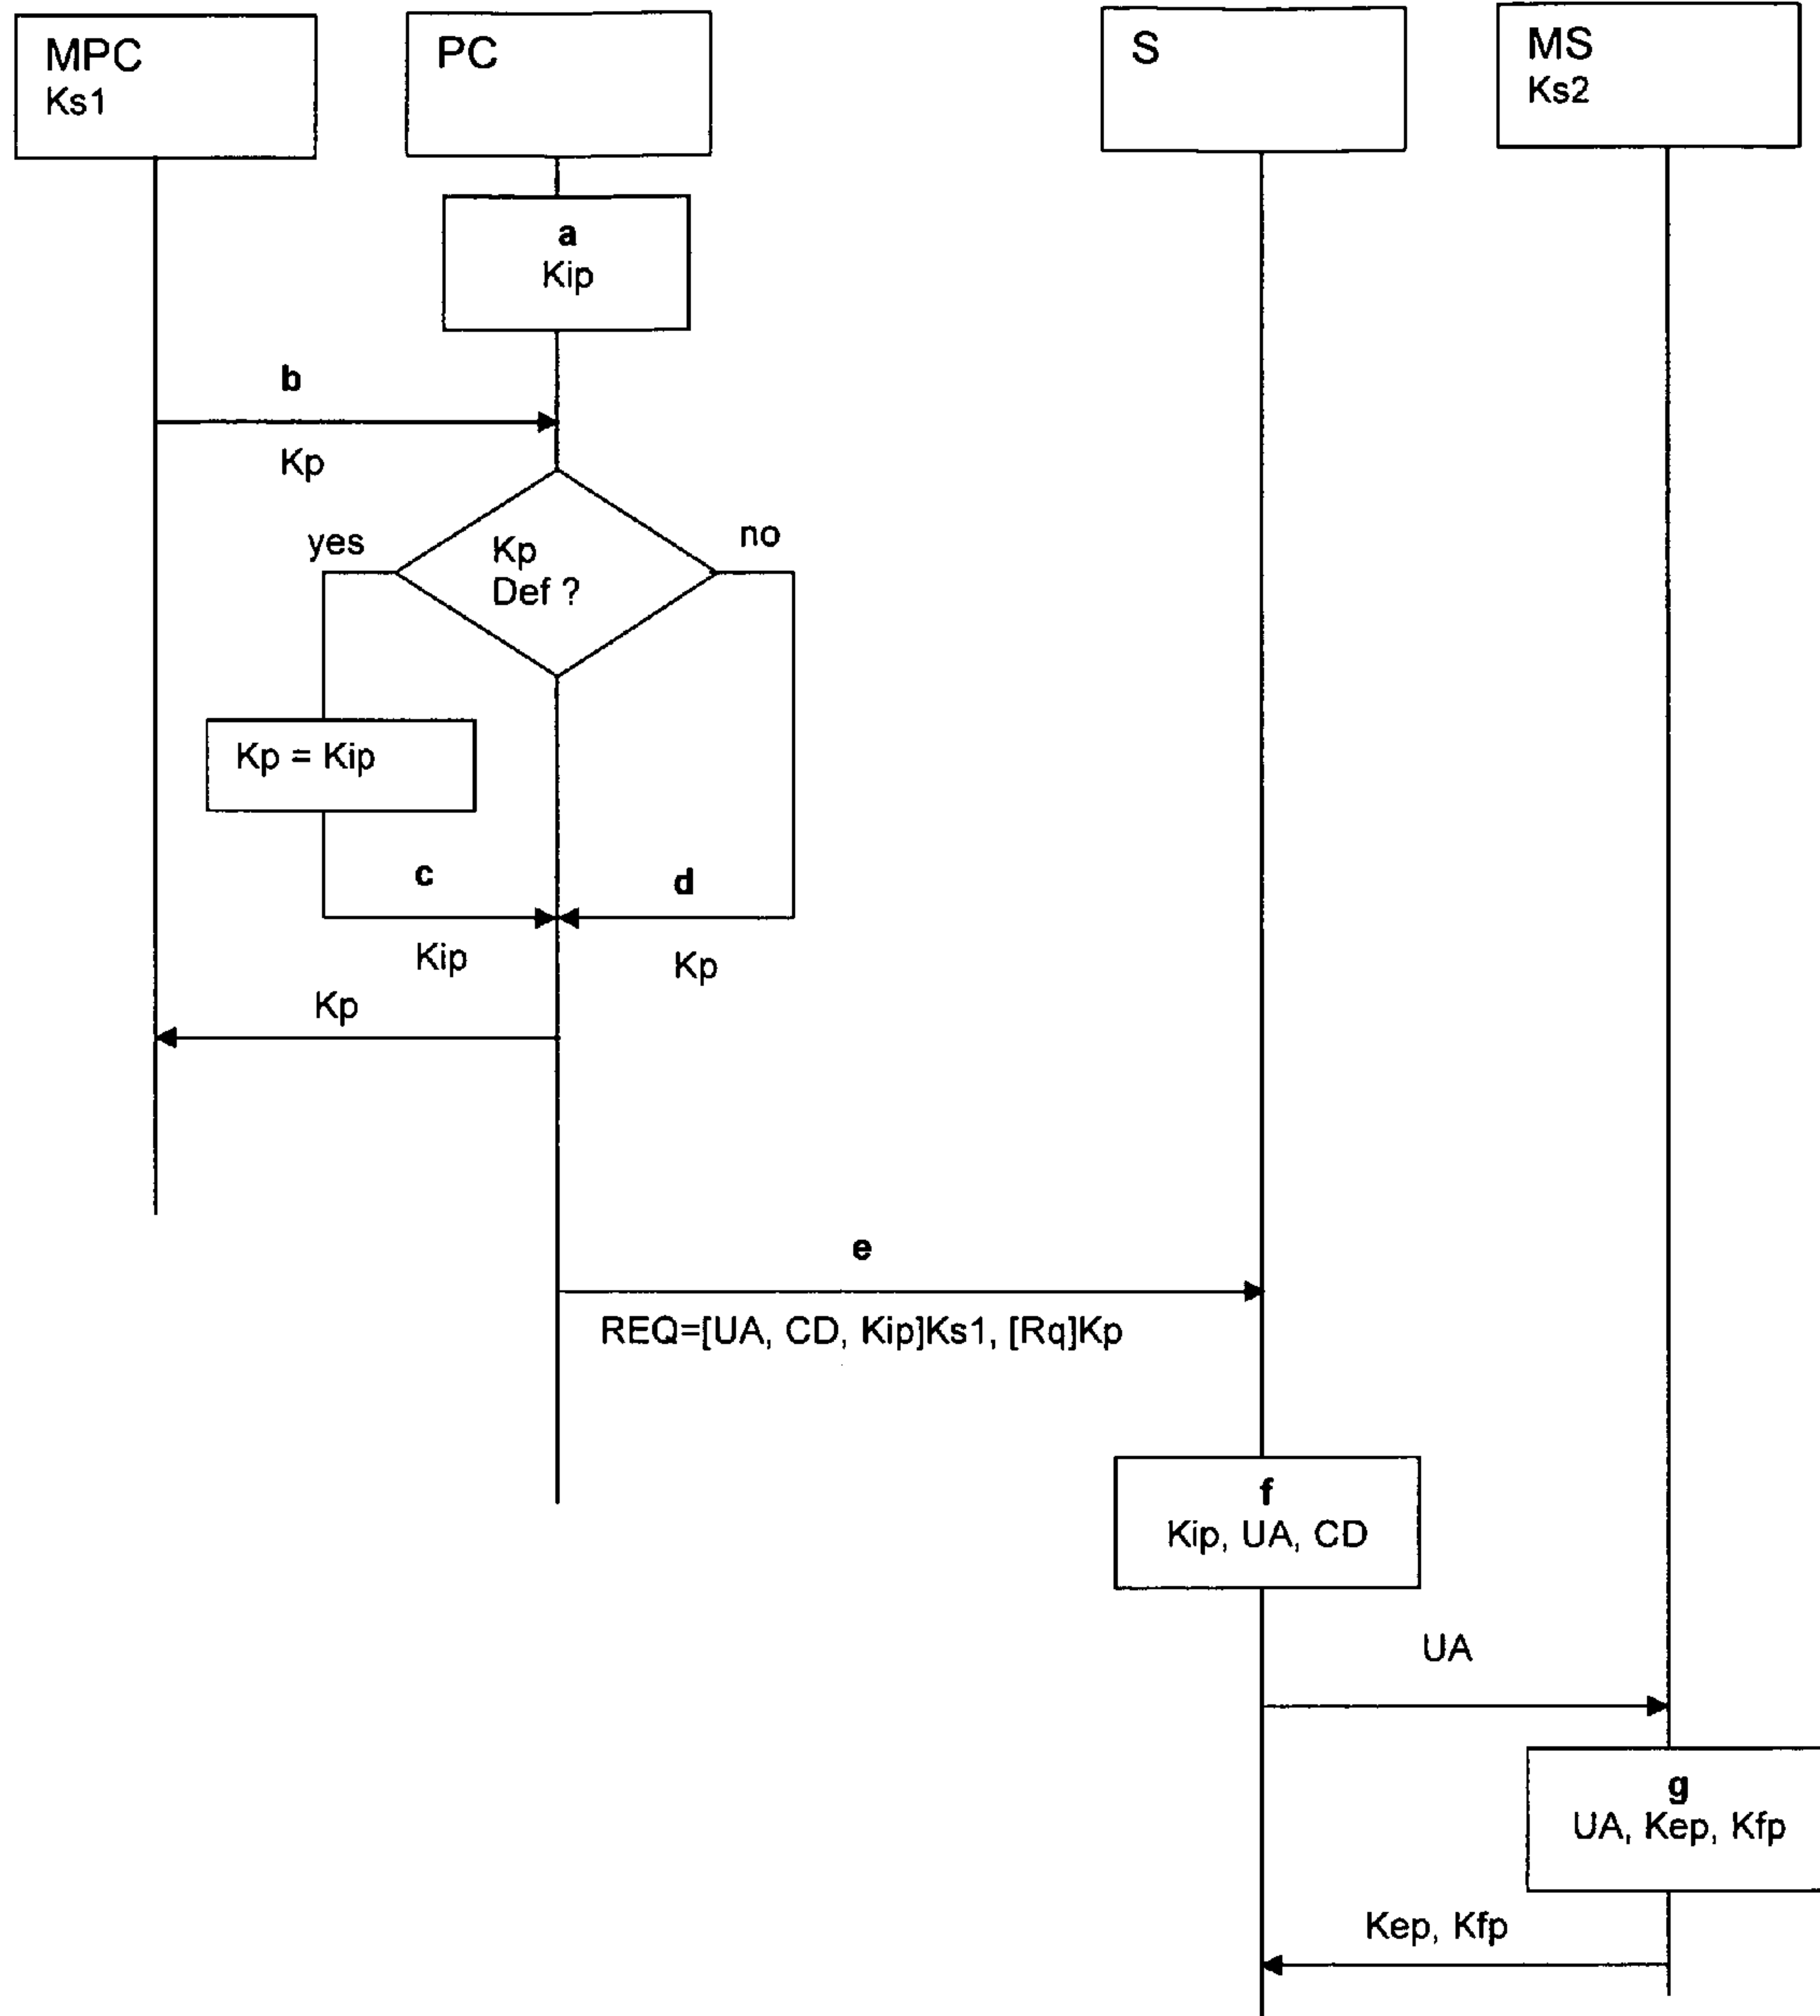 MPC
Ks1
PC
S
MS
Ks2
a
Kip
b
Kp
yes
no
Kp
Def ?
Kp = Kip
c
d
Kip
Kp
Kp
e
REQ=[UA, CD, Kip]Ks1, [Rq]Kp
f
Kip, UA, CD
UA
g
UA, Kep, Kfp
Kep, Kfp